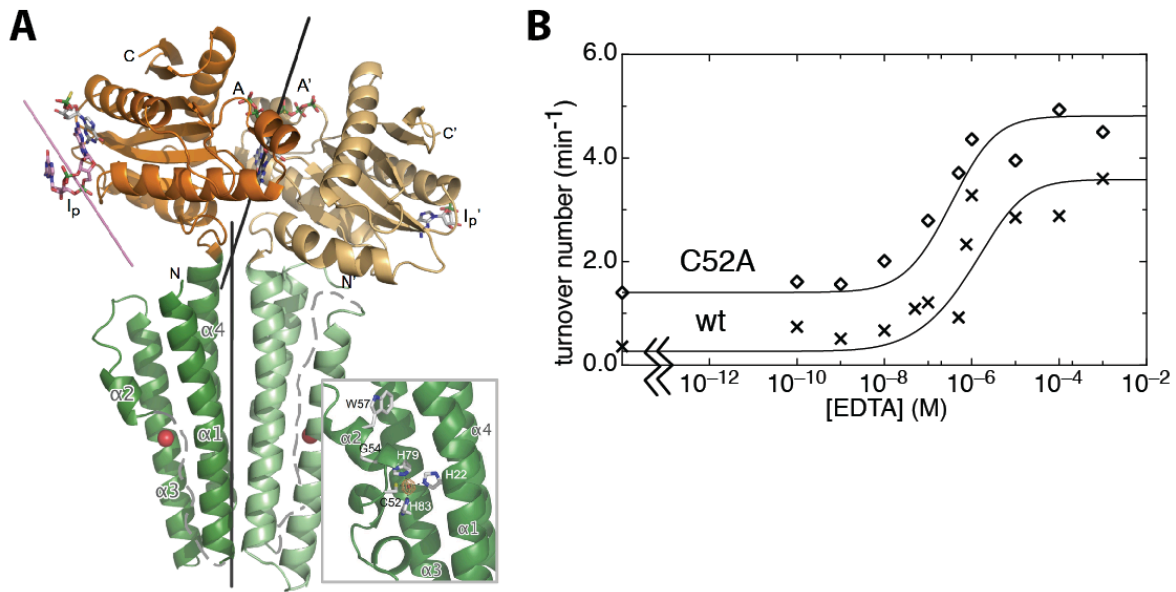 A
C
A
A'
C'
Ip
Ip'
N
N'
α4
α2
α1
α3
W57
α4
α2
G54
H79
H22
C52
H83
α1
α3
B
turnover number (min⁻¹)
6.0
4.0
2.0
0.0
C52A
wt
10⁻¹² 10⁻¹⁰ 10⁻⁸ 10⁻⁶ 10⁻⁴ 10⁻²
[EDTA] (M)